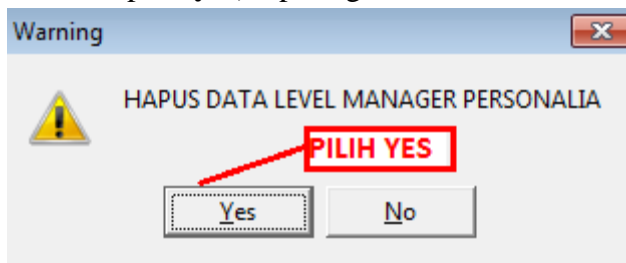 Warning
HAPUS DATA LEVEL MANAGER PERSONALIA
PILIH YES
Yes
No